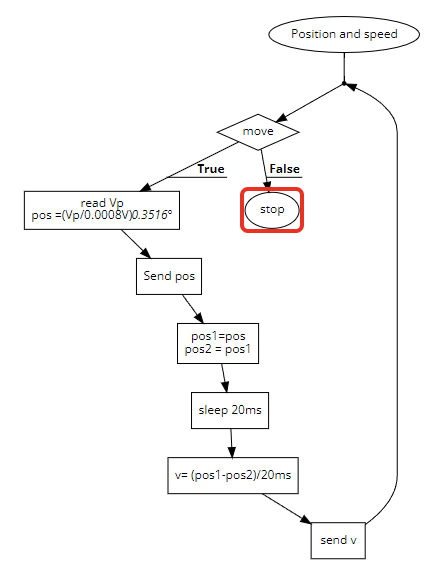 Position and speed
move
True
False
read Vp
pos =(Vp/0.0008V)0.3516°
stop
Send pos
pos1=pos
pos2 = pos1
sleep 20ms
v= (pos1-pos2)/20ms
send v